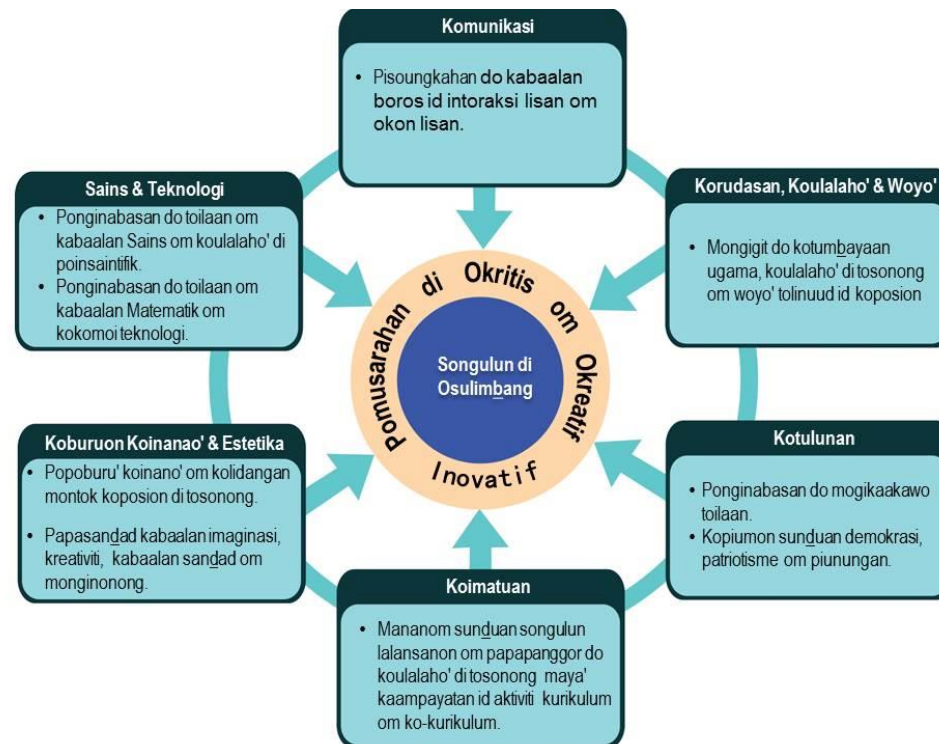 Komunikasi
• Pisoungkahan do kabaalan
boros id intoraksi lisan om
okon lisan.
Sains & Teknologi
• Ponginabasan do toilaan om
kabaalan Sains om koulalaho' di
poinsaintifik.
• Ponginabasan do toilaan om
kabaalan Matematik om
kokomoi teknologi.
Korudasan, Koulalaho' & Woyo'
• Mongigit do kotumbayaan
ugama, koulalaho' di tosonong
om woyo' tolinuud id koposion
Pomusarahan di Okritis om Okreatif
Inovatif
Songulun di
Osulimbang
Koburuon Koinanao' & Estetika
• Popoburu' koinano' om kolidangan
montok koposion di tosonong.
• Papasandad kabaalan imaginasi,
kreativiti, kabaalan sandad om
monginonong.
Kotulunan
• Ponginabasan do mogikaakawo
toilaan.
• Kopiumon sunduan demokrasi,
patriotisme om piunungan.
Koimatuan
• Mananom sunduan songulun
lalansanon om papapanggor do
koulalaho' di tosonong maya'
kaampayatan id aktiviti kurikulum
om ko-kurikulum.